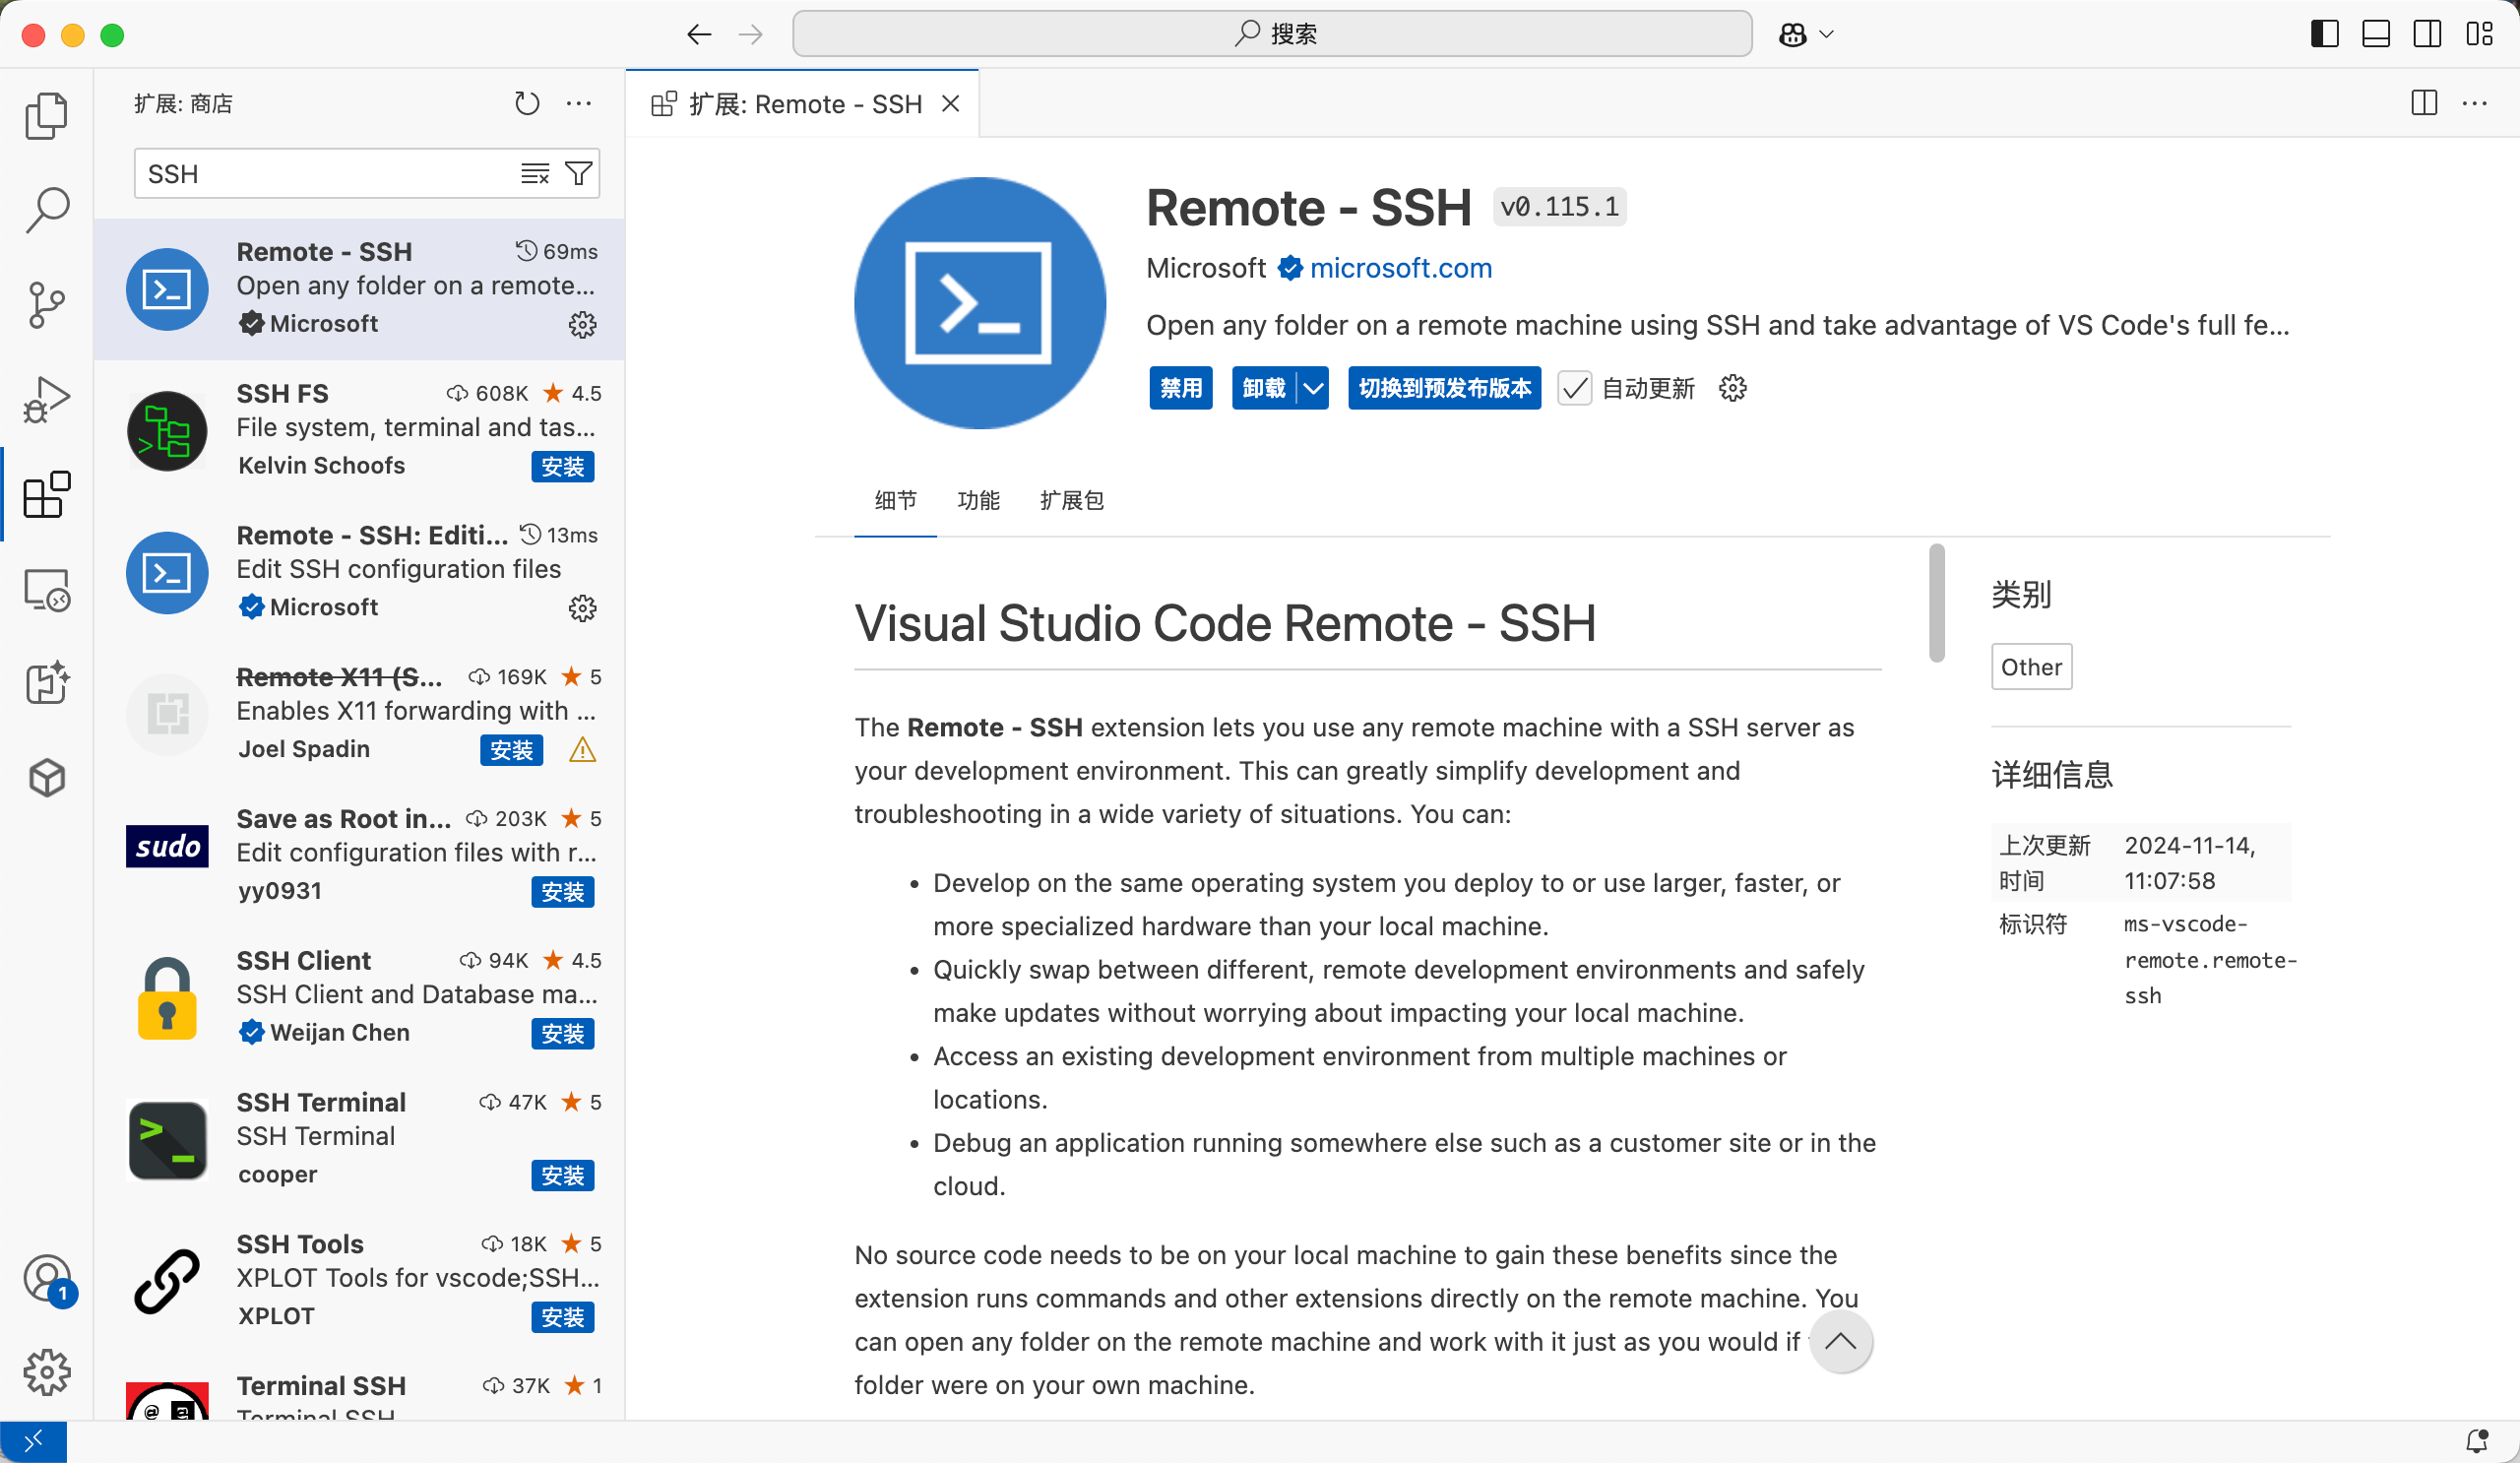 搜索
扩展: 商店
SSH
Remote - SSH
69ms
Open any folder on a remote...
Microsoft
SSH FS
608K
4.5
File system, terminal and tas...
Kelvin Schoofs
安装
Remote - SSH: Editi...
13ms
Edit SSH configuration files
Microsoft
Remote X11 (S...
169K
5
Enables X11 forwarding with ...
Joel Spadin
安装
sudo
Save as Root in...
203K
5
Edit configuration files with r...
yy0931
安装
SSH Client
94K
4.5
SSH Client and Database ma...
Weijan Chen
安装
SSH Terminal
47K
5
SSH Terminal
cooper
安装
SSH Tools
18K
5
XPLOT Tools for vscode;SSH...
XPLOT
安装
Terminal SSH
37K
1
Terminal SSH
1
扩展: Remote - SSH
Remote - SSH
v0.115.1
Microsoft
microsoft.com
Open any folder on a remote machine using SSH and take advantage of VS Code's full fe...
禁用
卸载
切换到预发布版本
自动更新
细节
功能
扩展包
Visual Studio Code Remote - SSH
The Remote - SSH extension lets you use any remote machine with a SSH server as
your development environment. This can greatly simplify development and
troubleshooting in a wide variety of situations. You can:
• Develop on the same operating system you deploy to or use larger, faster, or
more specialized hardware than your local machine.
• Quickly swap between different, remote development environments and safely
make updates without worrying about impacting your local machine.
• Access an existing development environment from multiple machines or
locations.
• Debug an application running somewhere else such as a customer site or in the
cloud.
No source code needs to be on your local machine to gain these benefits since the
extension runs commands and other extensions directly on the remote machine. You
can open any folder on the remote machine and work with it just as you would if
folder were on your own machine.
类别
Other
详细信息
上次更新
时间
2024-11-14,
11:07:58
标识符
ms-vscode-
remote.remote-
ssh